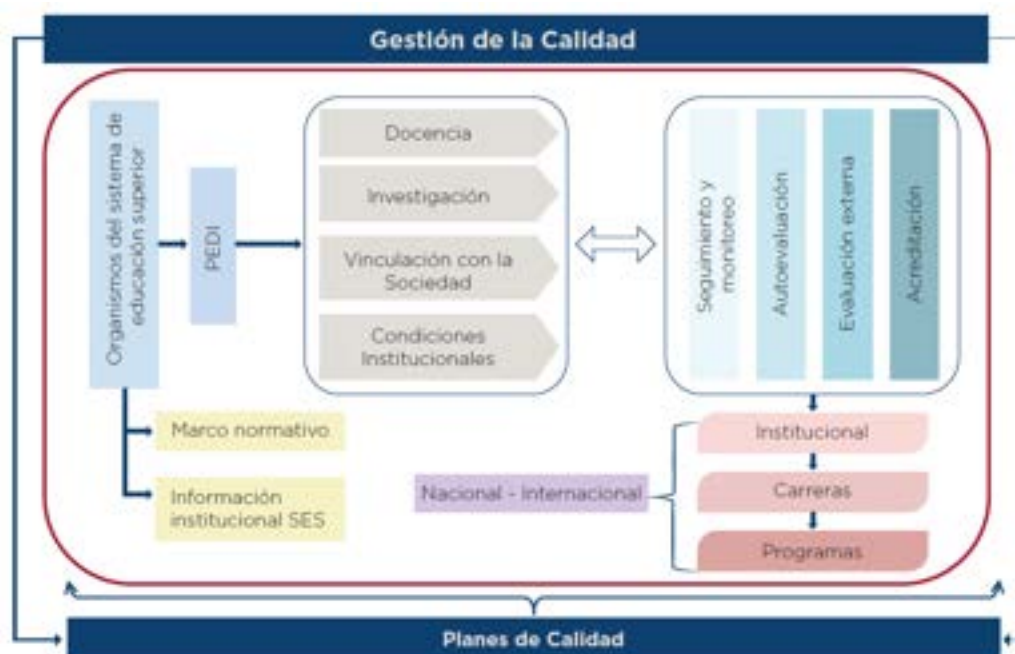 Gestión de la Calidad
Organismos del sistema de
educación superior
PEDI
Docencia
Investigación
Vinculación con la
Sociedad
Condiciones
Institucionales
Seguimiento y
monitoreo
Autoevaluación
Evaluación externa
Acreditación
Marco normativo
Información
institucional SES
Nacional - Internacional
Institucional
Carreras
Programas
Planes de Calidad